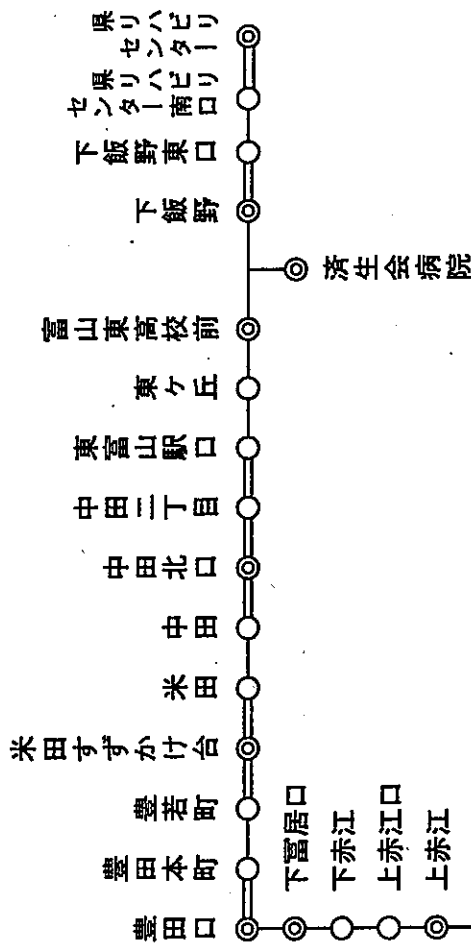 県リハビリ
センター
県リハビリ
センター南口
下飯野東口
下飯野
済生会病院
富山東高校前
東ケ丘
東富山駅口
中田二丁目
中田北口
中田
米田
米田すずかけ台
豊若町
豊田本町
豊田口
下富居口
下赤江
上赤江口
上赤江